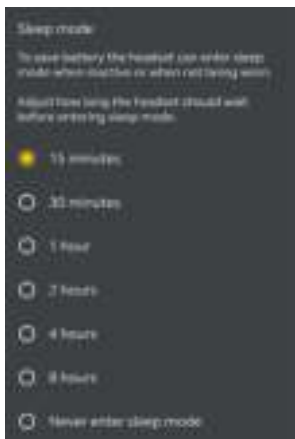 Sleep mode
To save battery the headset can enter sleep
mode when inactive or when not being worn.
Adjust how long the headset should wait
before entering sleep mode.
15 minutes
30 minutes
1 hour
2 hours
4 hours
8 hours
Never enter sleep mode